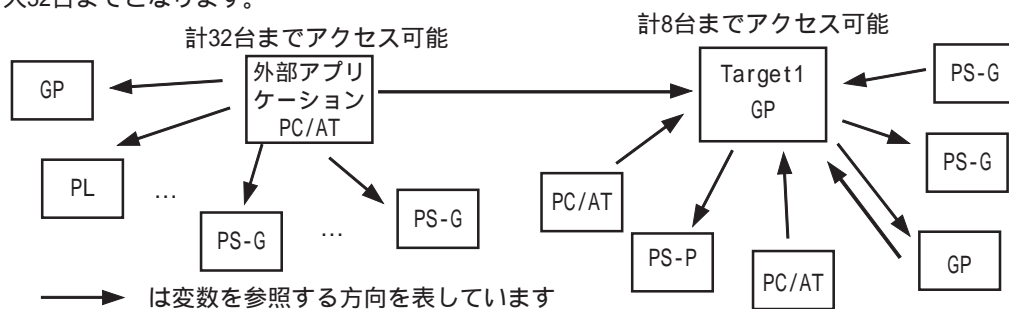 大32台までとなります。
計32台までアクセス可能
計8台までアクセス可能
GP
外部アプリ
ケーション
PC/AT
Target1
GP
PS-G
PL
...
PS-G
...
PS-G
PC/AT
PS-P
PC/AT
PS-G
GP
は変数を参照する方向を表しています